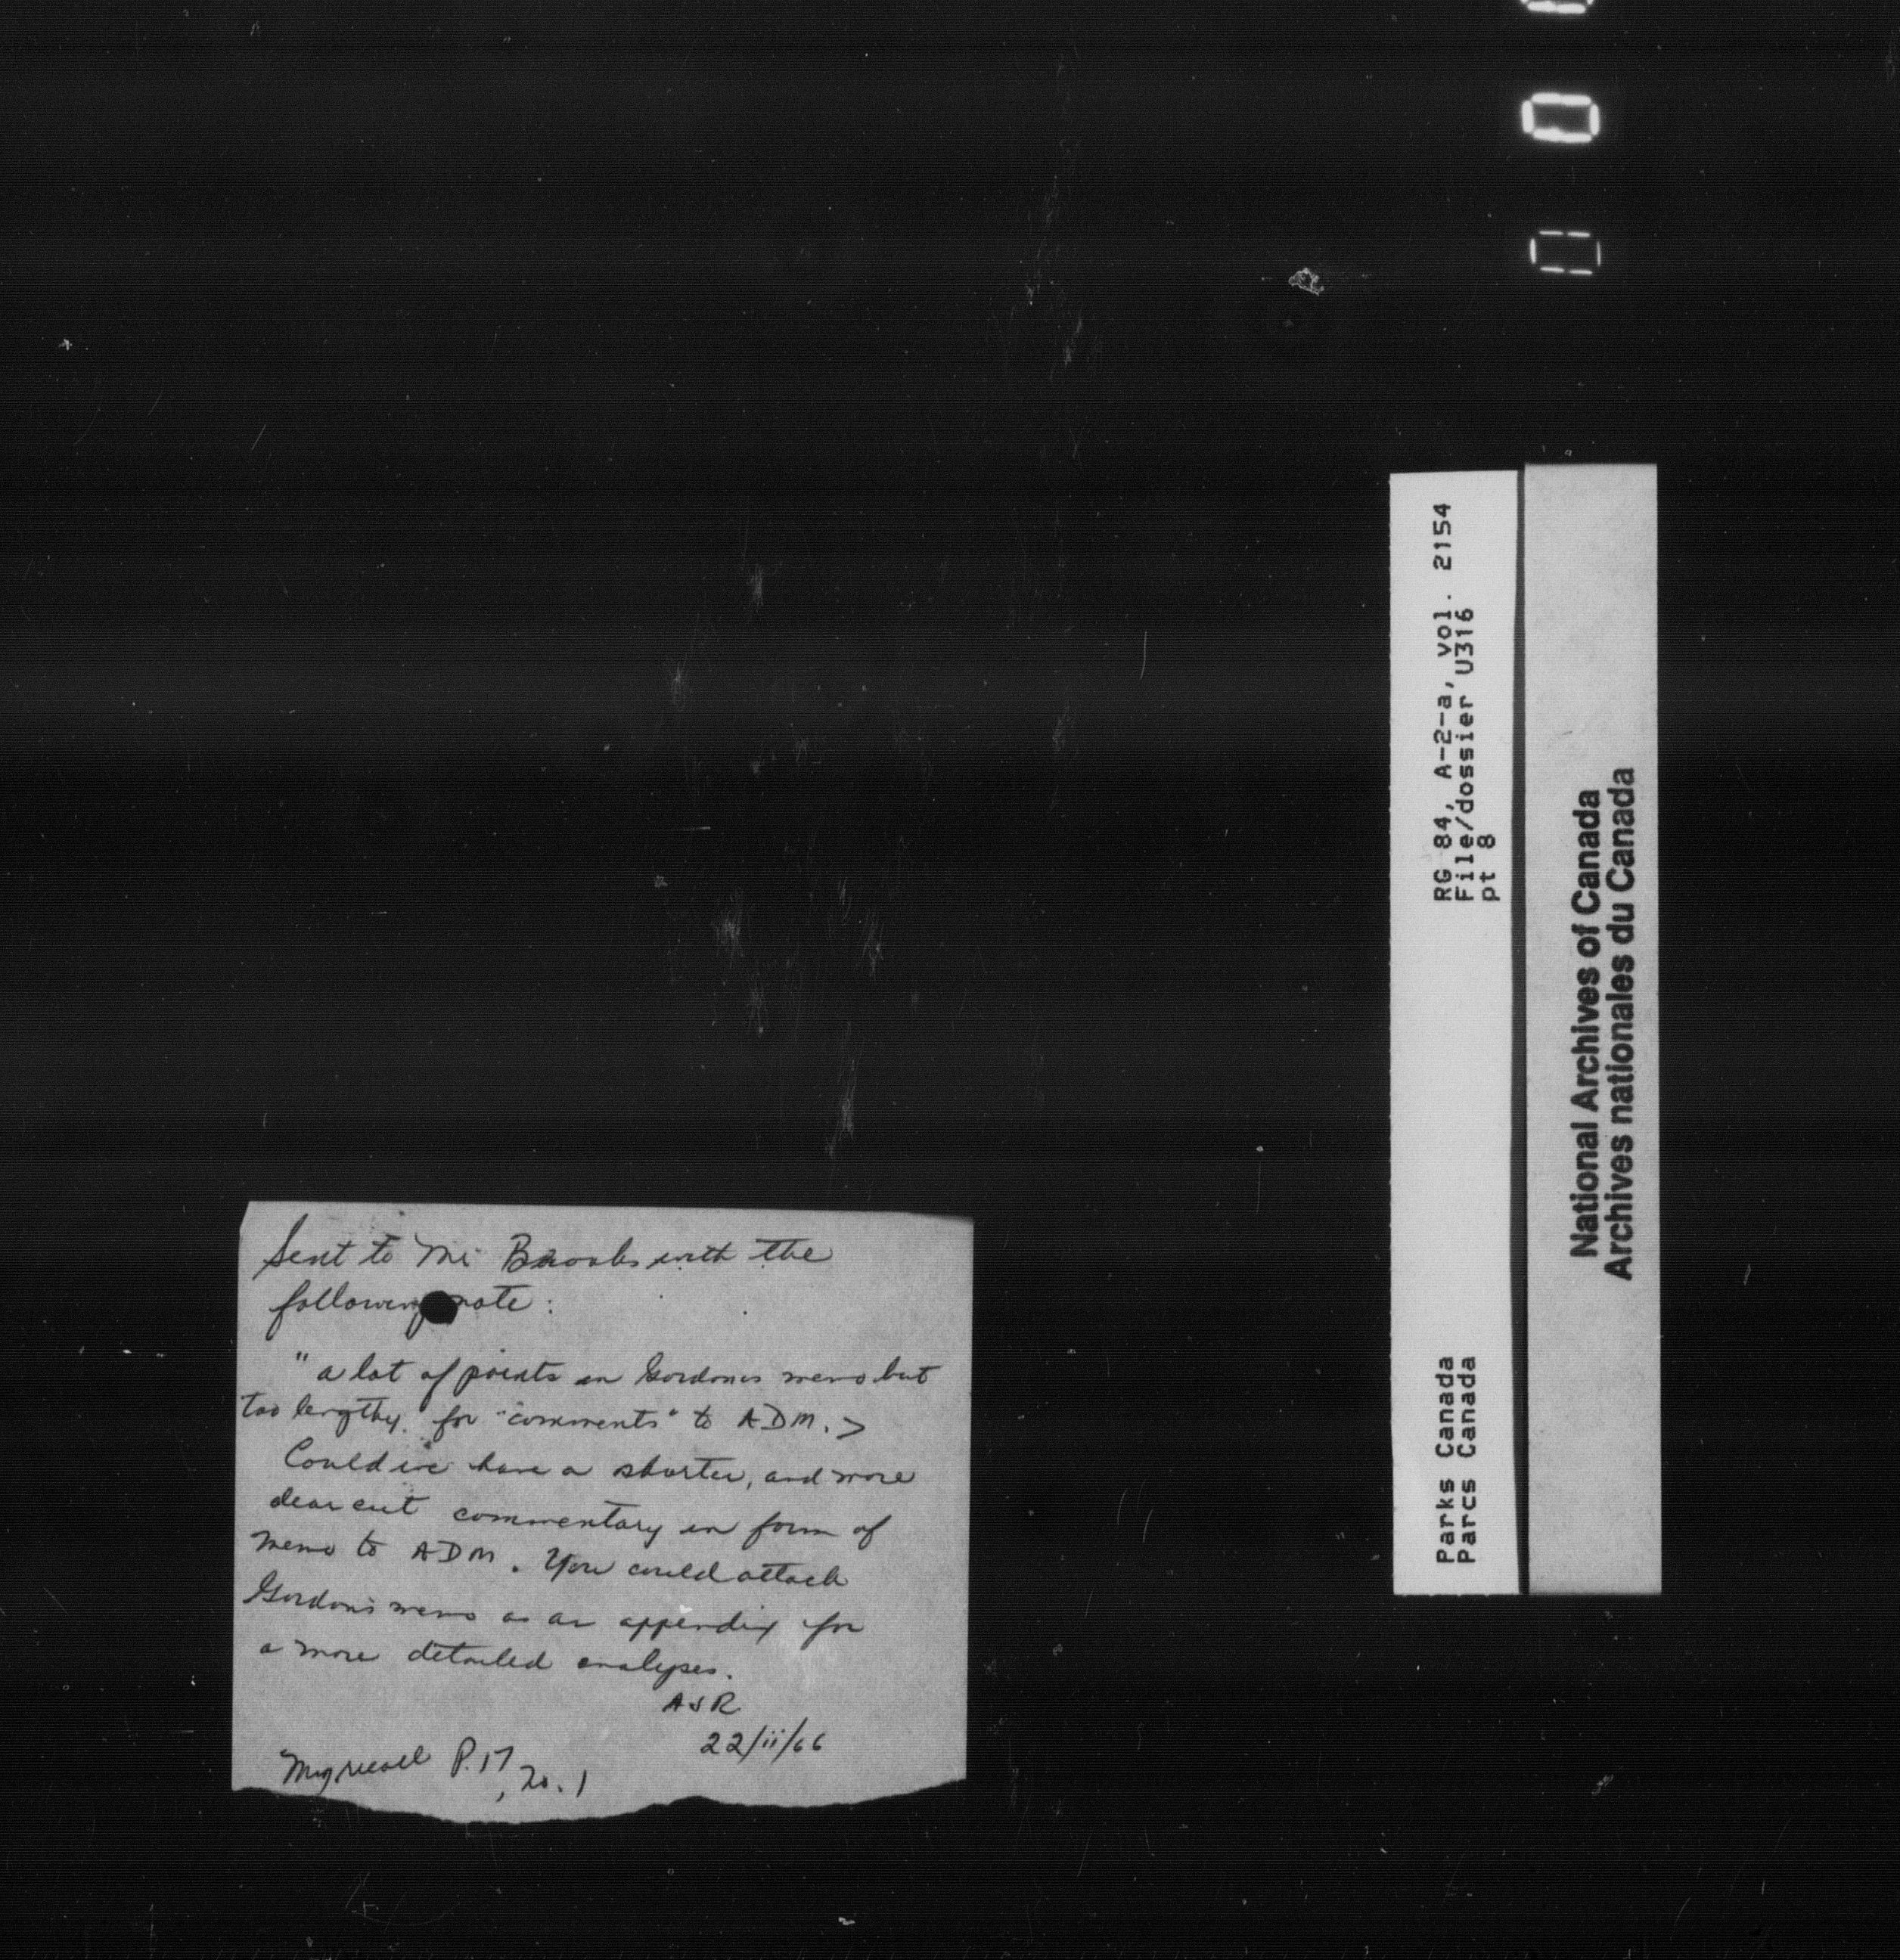 Sent to Mr Brooks with the
following note:
"a lot of points in Gordon's memo but
too lengthy for "comments" to ADM. >
Could we have a shorter, and more
clear cut commentary in form of
memo to ADM. You could attach
Gordon's memo as an appendix for
a more detailed analyses.
ASR
22/ii/66
P.17, no. 1
RG 84, A-2-a, vol. 2154
File/dossier U316
pt 8
Parks Canada
Parcs Canada
National Archives of Canada
Archives nationales du Canada